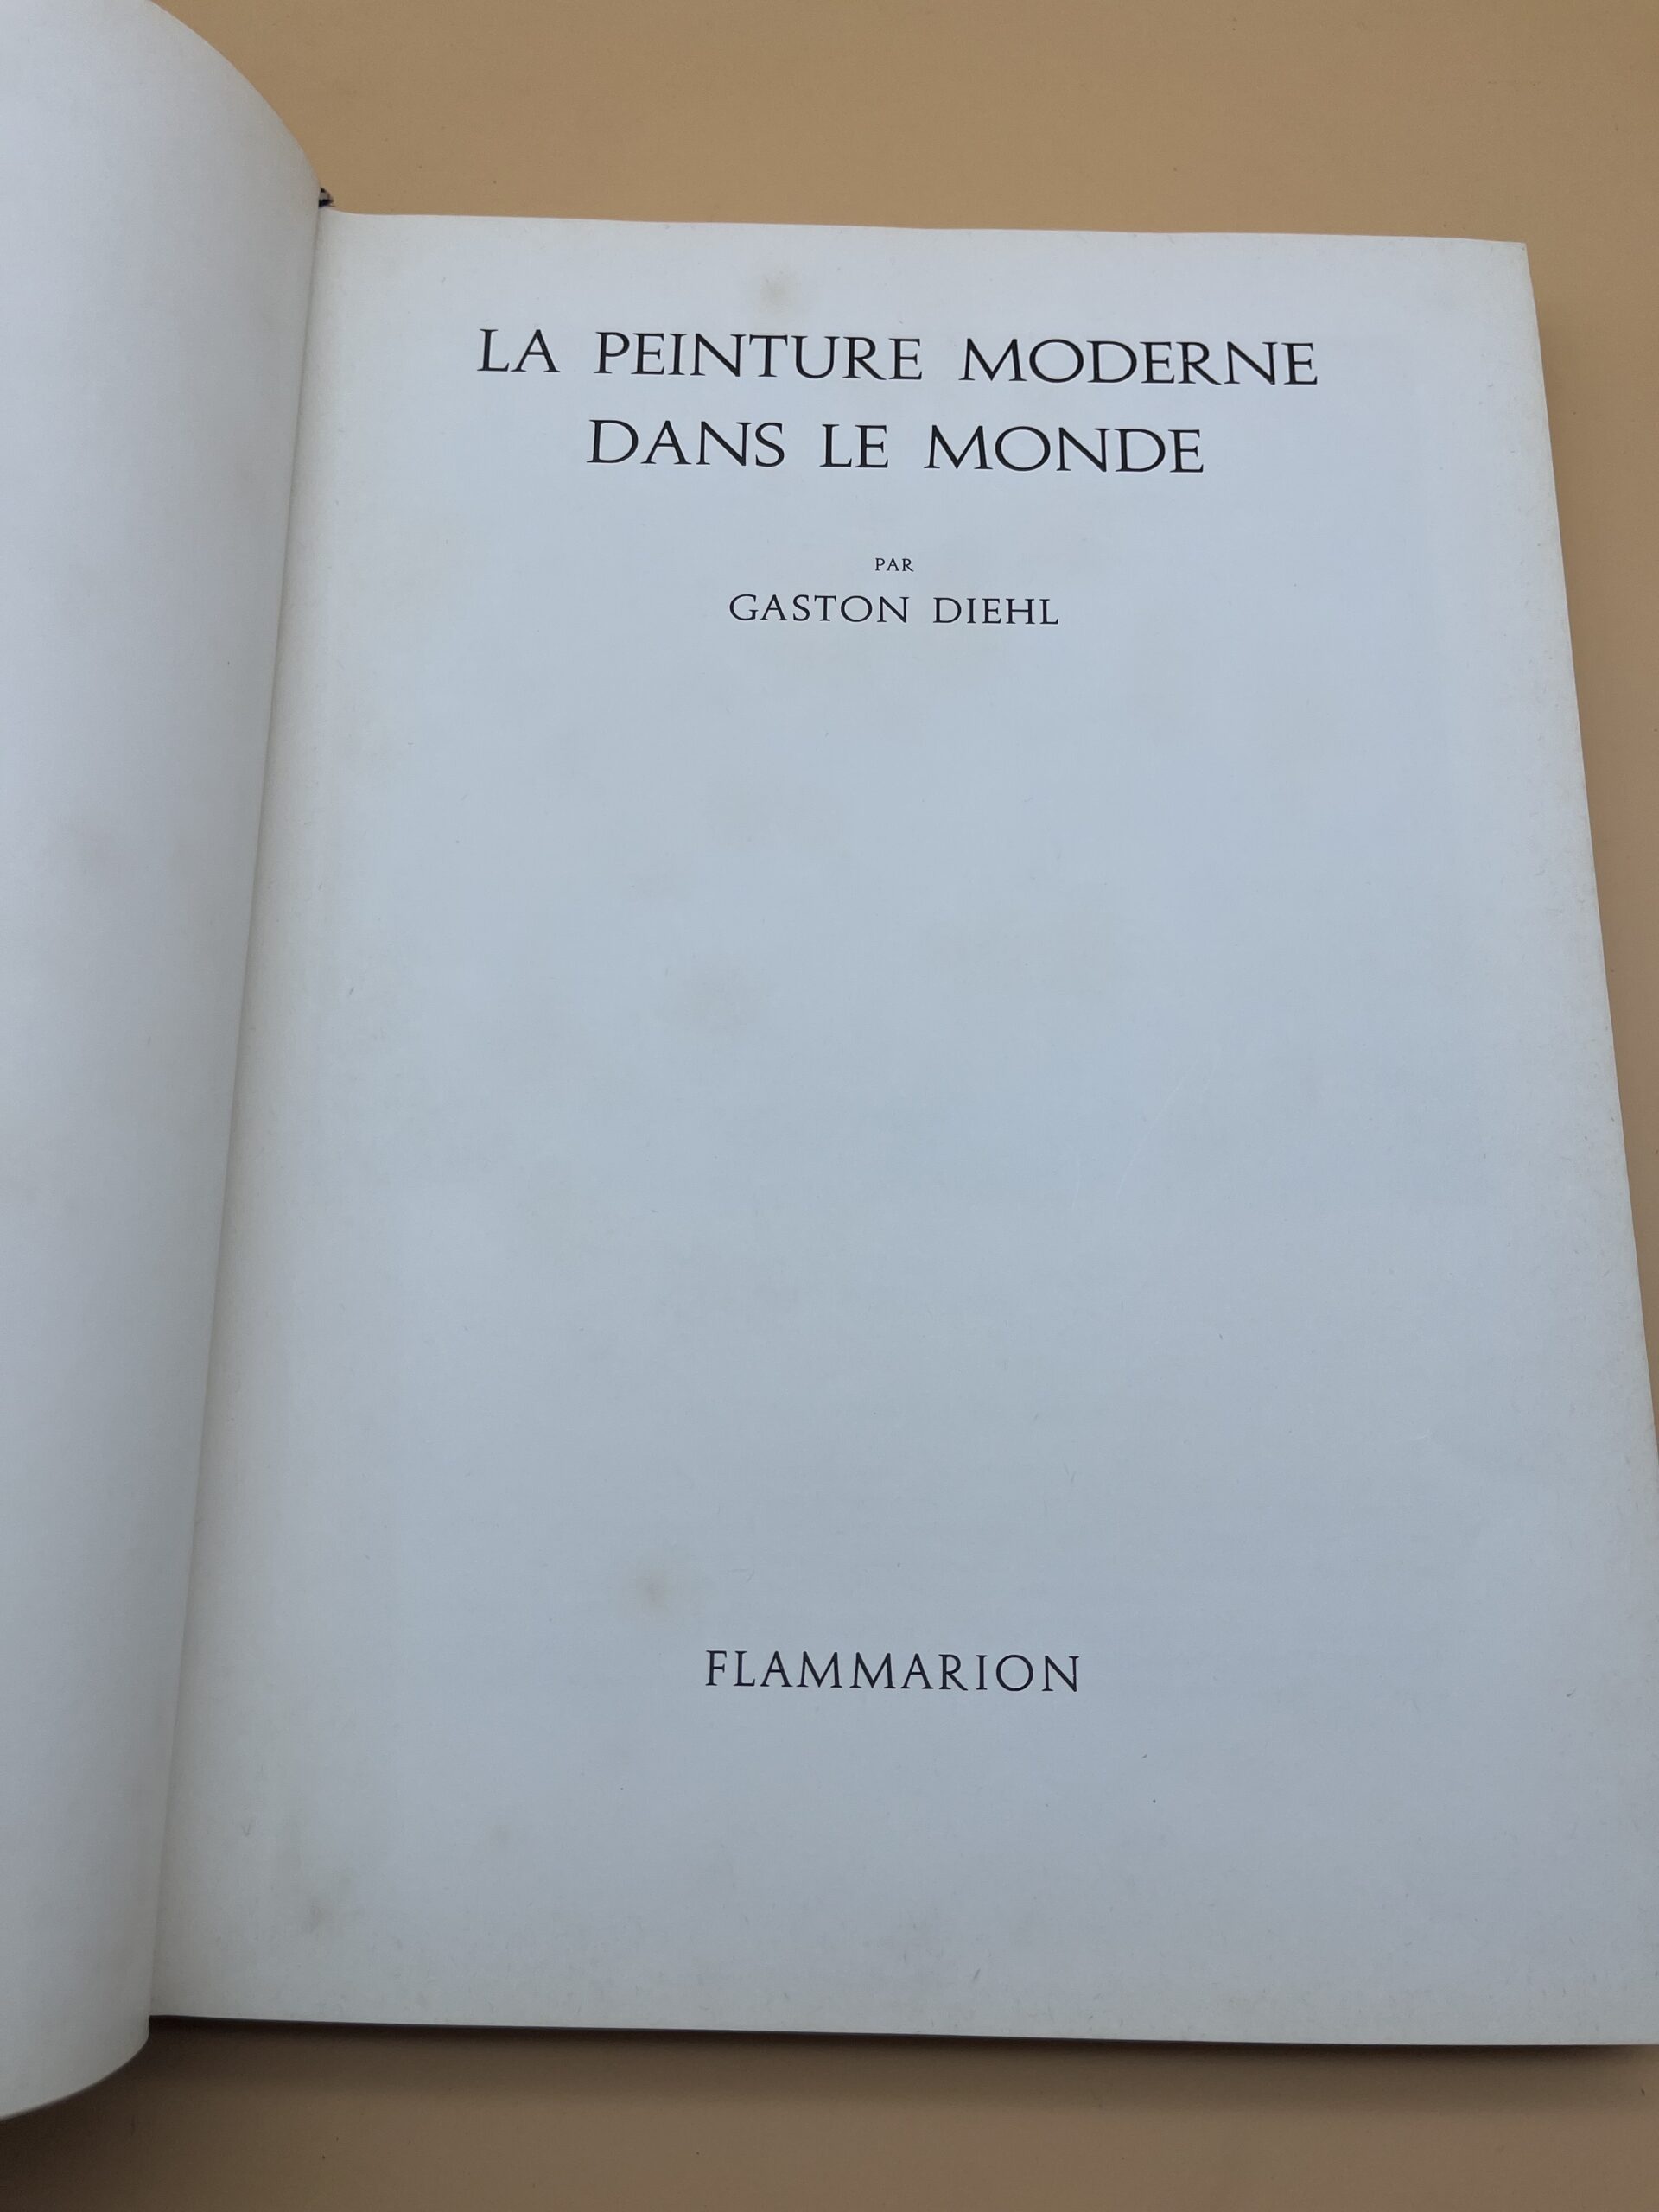 LA PEINTURE MODERNE
DANS LE MONDE
PAR
GASTON DIEHL
FLAMMARION